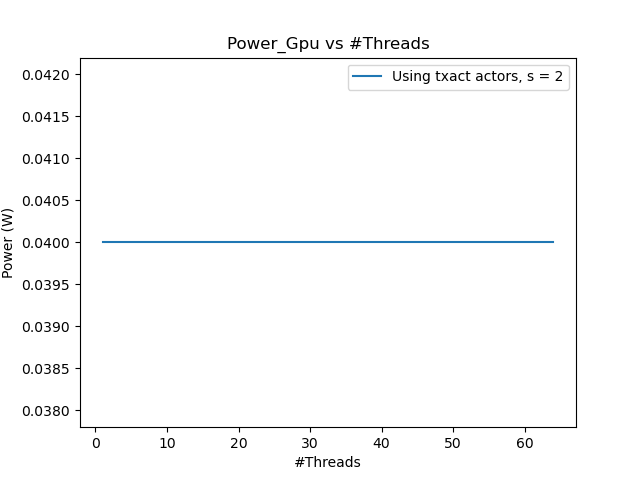 Power_Gpu vs #Threads
Using txact actors, s = 2
0.0420
0.0415
0.0410
0.0405
0.0400
0.0395
0.0390
0.0385
0.0380
Power (W)
0 10 20 30 40 50 60
#Threads